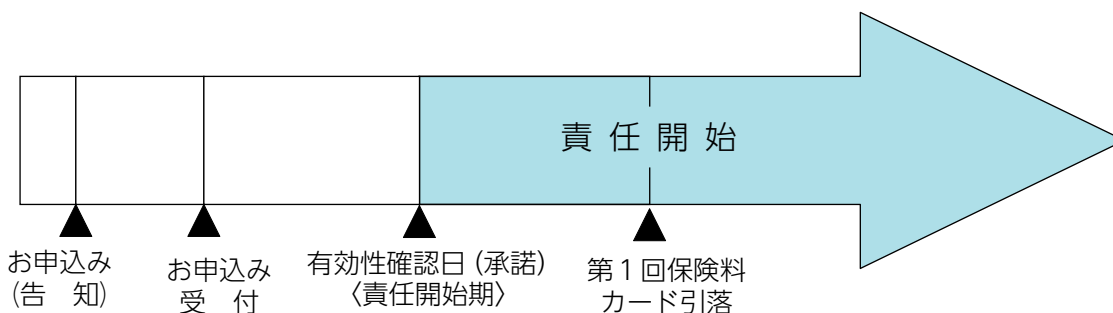 責任開始
お申込み
(告　知)
お申込み
受　付
有効性確認日(承諾)
〈責任開始期〉
第1回保険料
カード引落